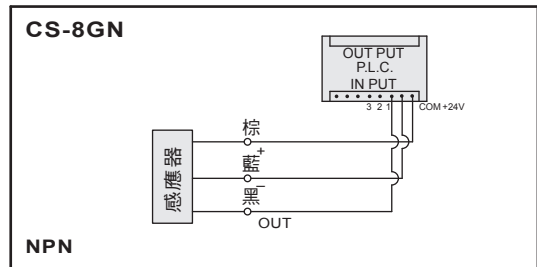 CS-8GN
OUT PUT
P.L.C.
IN PUT
3 2 1 COM +24V
棕
+
藍
−
黑
OUT
感應器
NPN